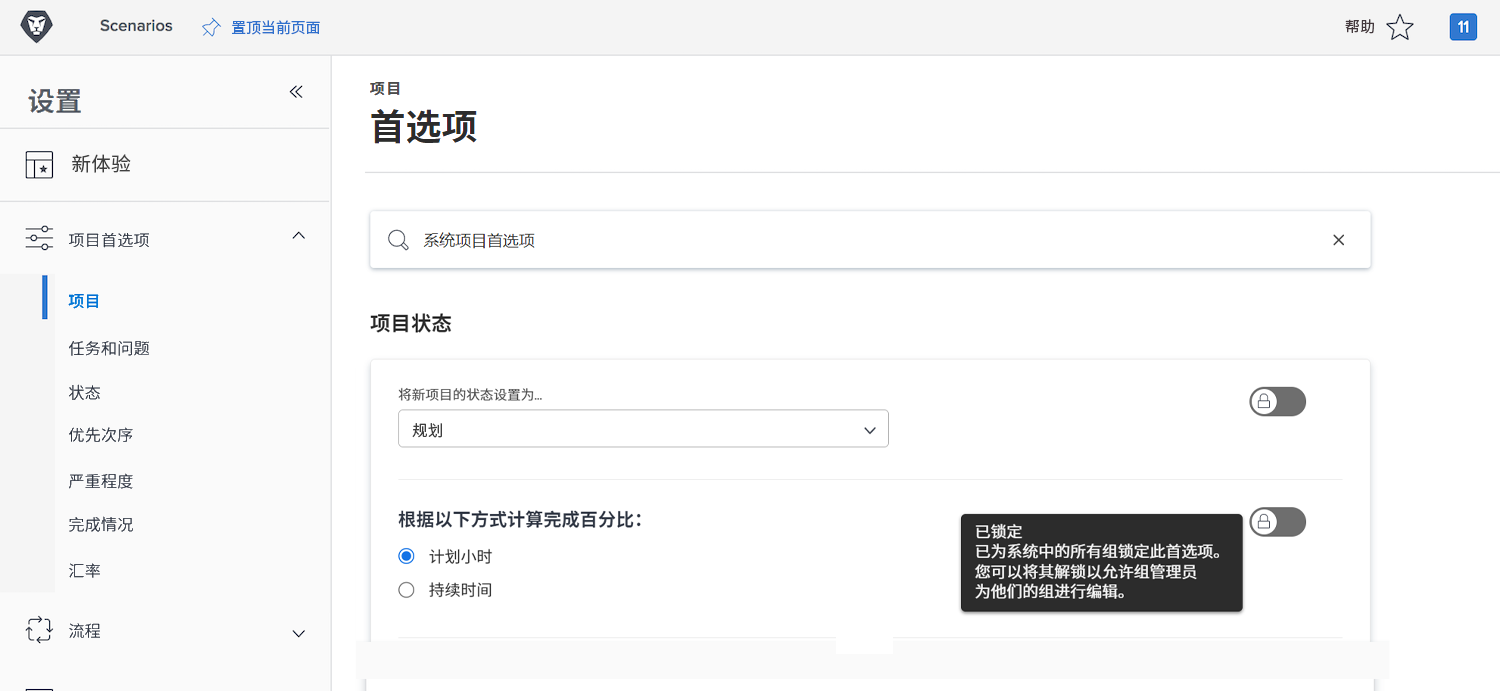 Scenarios
置顶当前页面
帮助
11
设置
新体验
项目首选项
项目
任务和问题
状态
优先次序
严重程度
完成情况
汇率
流程
项目
首选项
系统项目首选项
项目状态
将新项目的状态设置为...
规划
根据以下方式计算完成百分比：
计划小时
持续时间
已锁定
已为系统中的所有组锁定此首选项。
您可以将其解锁以允许组管理员
为他们的组进行编辑。